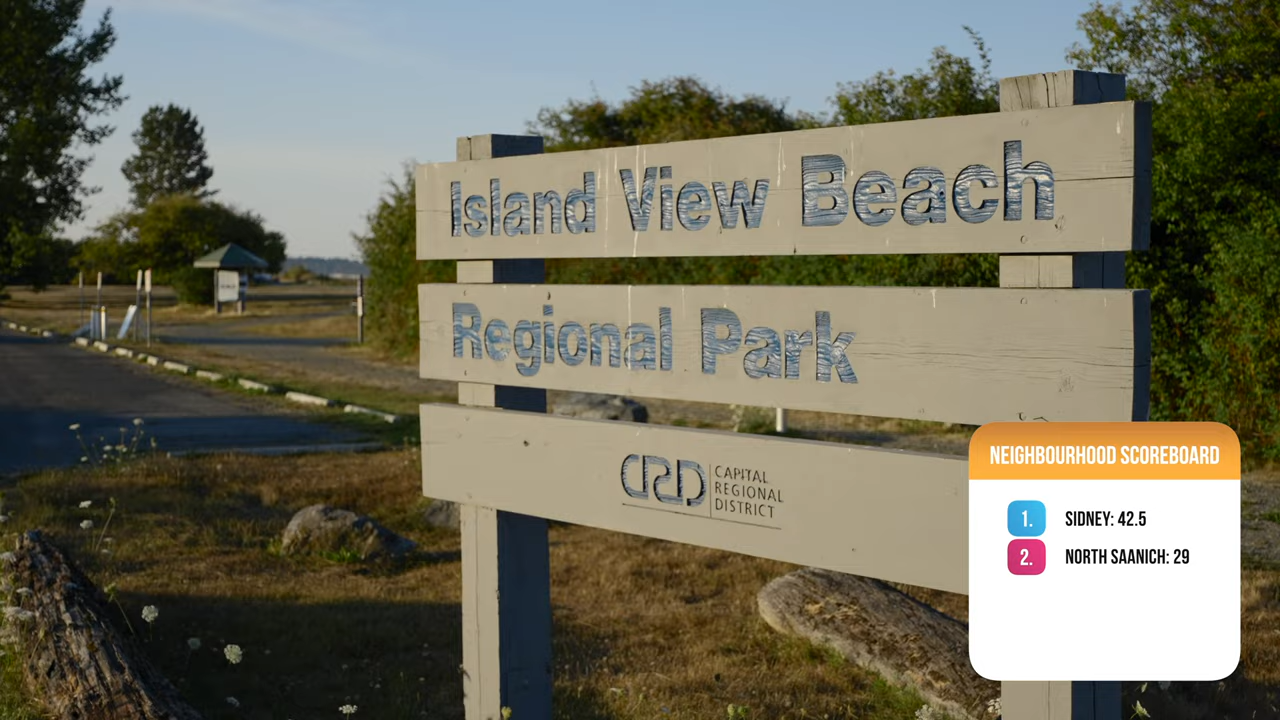 Island View Beach
Regional Park
CRD
CAPITAL
REGIONAL
DISTRICT
NEIGHBOURHOOD SCOREBOARD
1. SIDNEY: 42.5
2. NORTH SAANICH: 29